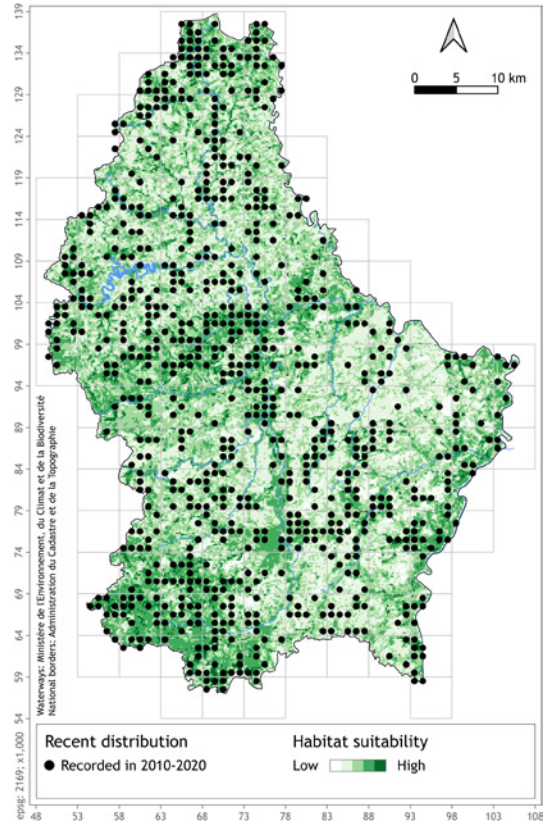 139
134
129
124
119
114
109
104
99
94
89
84
79
74
69
64
59
54
0 5 10 km
Waterways: Ministère de l'Environnement, du Climat et de la Biodiversité
National borders: Administration du Cadastre et de la Topographie
epsg: 2169; x1,000
Recent distribution
Recorded in 2010-2020
Habitat suitability
Low High
48 53 58 63 68 73 78 83 88 93 98 103 108